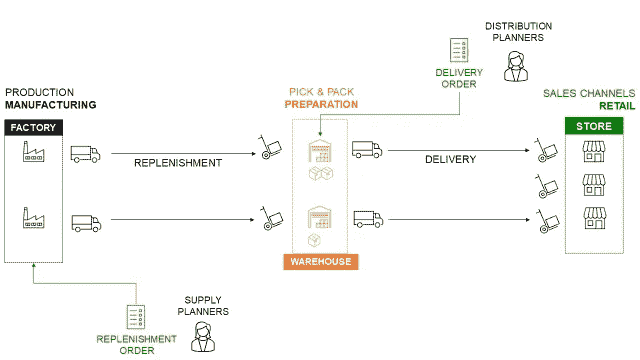 DISTRIBUTION
PLANNERS
DELIVERY
ORDER
PRODUCTION
MANUFACTURING
PICK & PACK
PREPARATION
SALES CHANNELS
RETAIL
FACTORY
STORE
REPLENISHMENT
DELIVERY
WAREHOUSE
SUPPLY
PLANNERS
REPLENISHMENT
ORDER